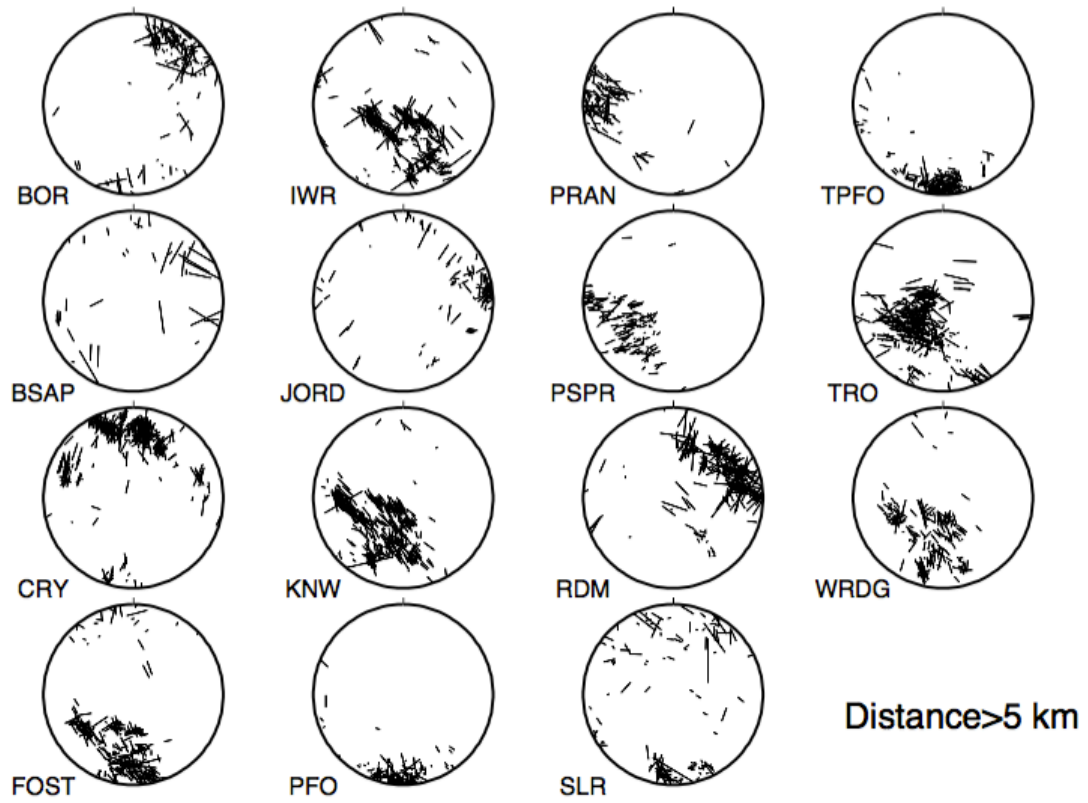 BOR
IWR
PRAN
TPFO
BSAP
JORD
PSPR
TRO
CRY
KNW
RDM
WRDG
FOST
PFO
SLR
Distance>5 km